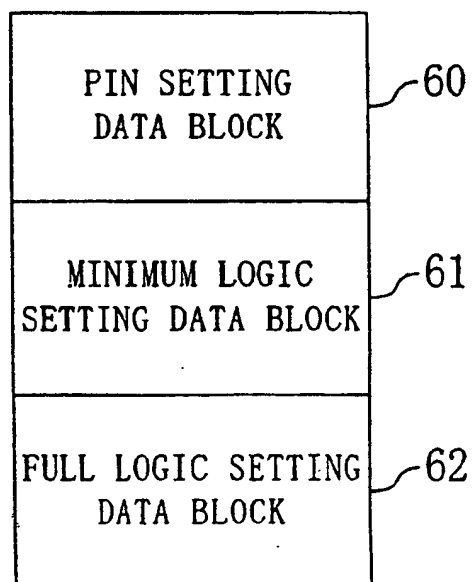 PIN SETTING
DATA BLOCK
60
MINIMUM LOGIC
SETTING DATA BLOCK
61
FULL LOGIC SETTING
DATA BLOCK
62